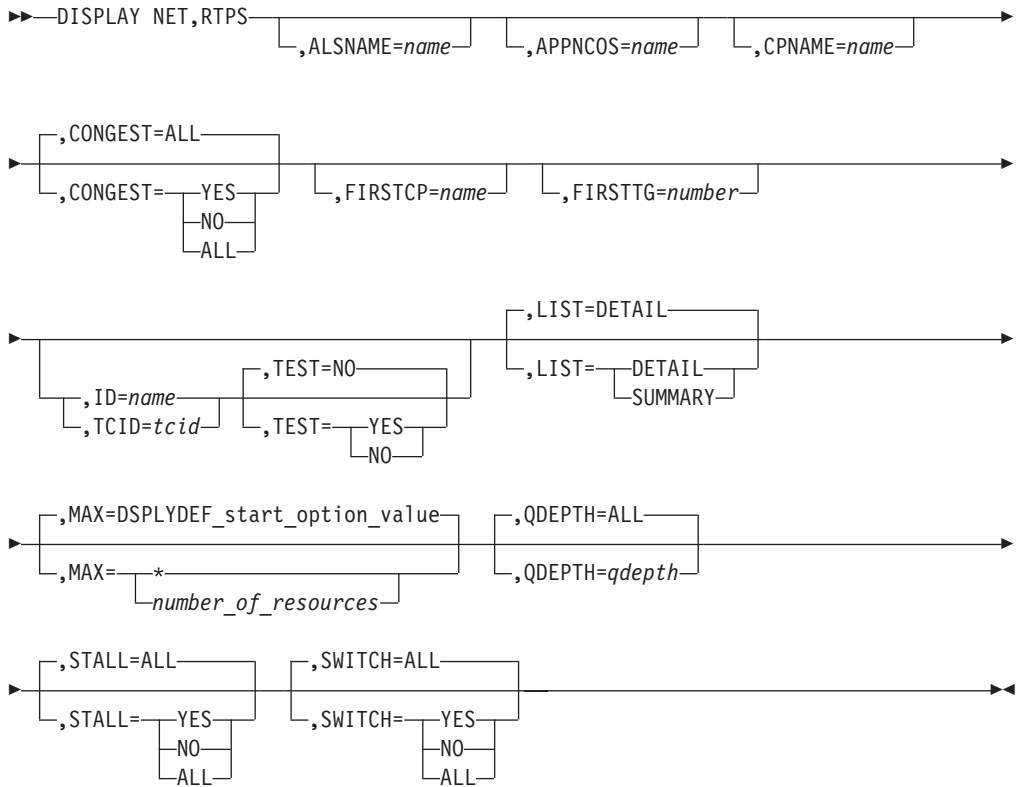 DISPLAY NET,RTPS
,ALSNAME=name ,APPNCOS=name ,CPNAME=name
,CONGEST=ALL
,CONGEST= YES ,FIRSTCP=name ,FIRSTTG=number
NO
ALL
,LIST=DETAIL
,TEST=NO ,LIST= DETAIL
,ID=name SUMMARY
,TCID=tcid ,TEST= YES
NO
,MAX=DSPLYDEF_start_option_value ,QDEPTH=ALL
,MAX= * ,QDEPTH=qdepth
number_of_resources
,STALL=ALL ,SWITCH=ALL
,STALL= YES ,SWITCH= YES
NO NO
ALL ALL